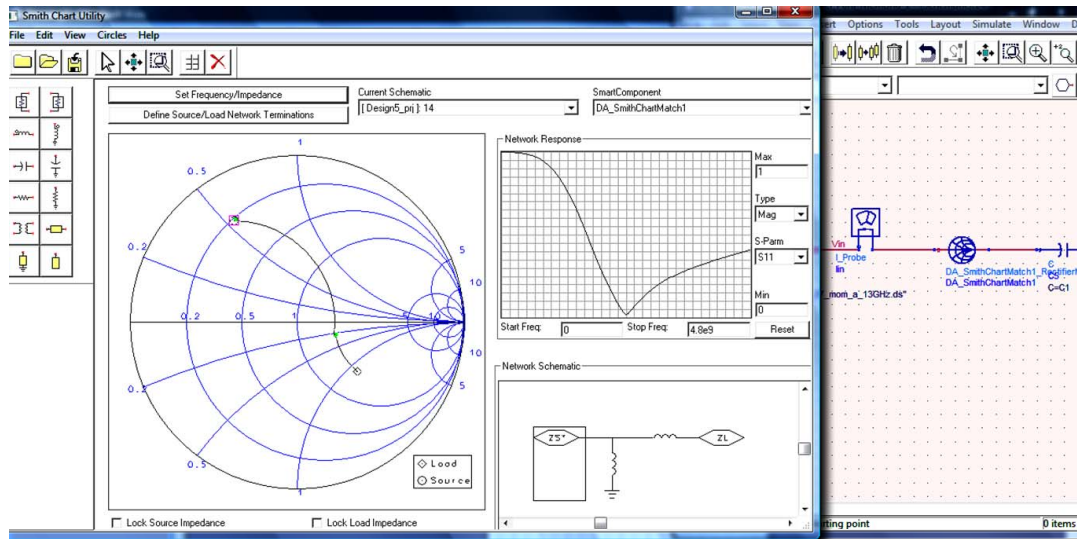 Smith Chart Utility
File Edit View Circles Help
Set Frequency/Impedance
Define Source/Load Network Terminations
Current Schematic
[ Design5_prj ]: 14
SmartComponent
DA_SmithChartMatch1
1
0.5
0.2
5
10
0.2 0.5 1
10
5
0.2
0.5
1
Load
Source
Lock Source Impedance Lock Load Impedance
Network Response
Max
1
Type
Mag
S-Parm
S11
Min
0
Start Freq: 0 Stop Freq: 4.8e9 Reset
Network Schematic
ZS* ZL
ert Options Tools Layout Simulate Window D
Vin
I_Probe
Iin
_mom_a_13GHz.ds"
DA_SmithChartMatch1
DA_SmithChartMatch1
C
C=C1
rting point 0 items